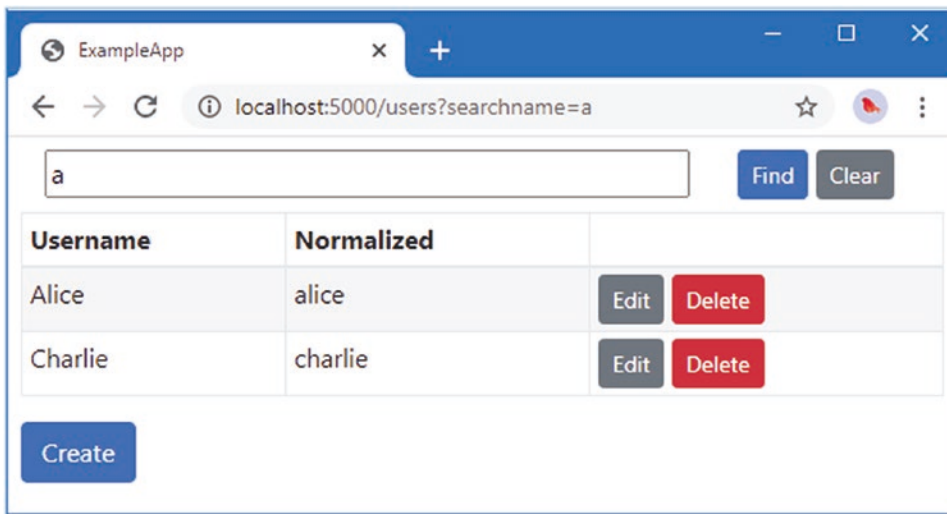 ExampleApp
localhost:5000/users?searchname=a
a Find Clear
Username Normalized
Alice alice Edit Delete
Charlie charlie Edit Delete
Create